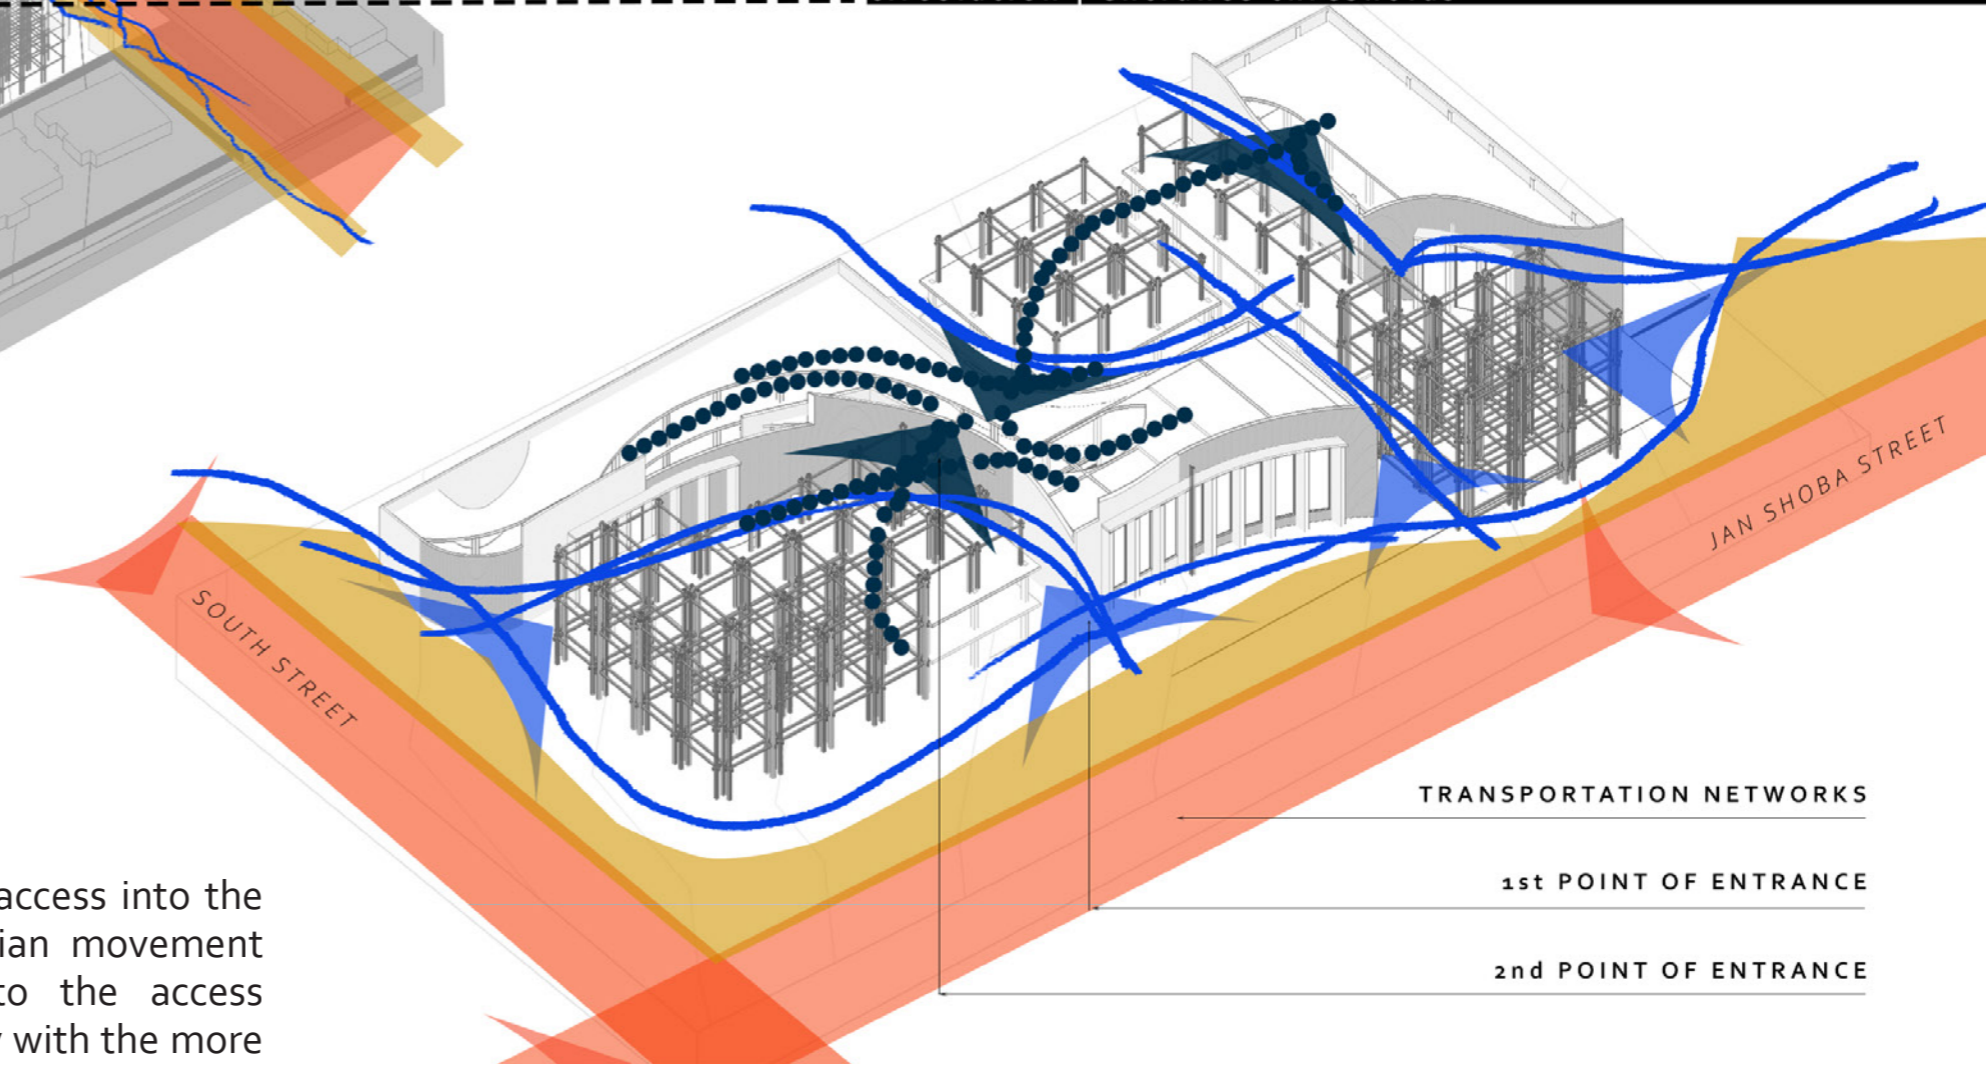 SOUTH STREET
JAN SHOBA STREET
TRANSPORTATION NETWORKS
1st POINT OF ENTRANCE
2nd POINT OF ENTRANCE
access into the
movement
to the access
with the more